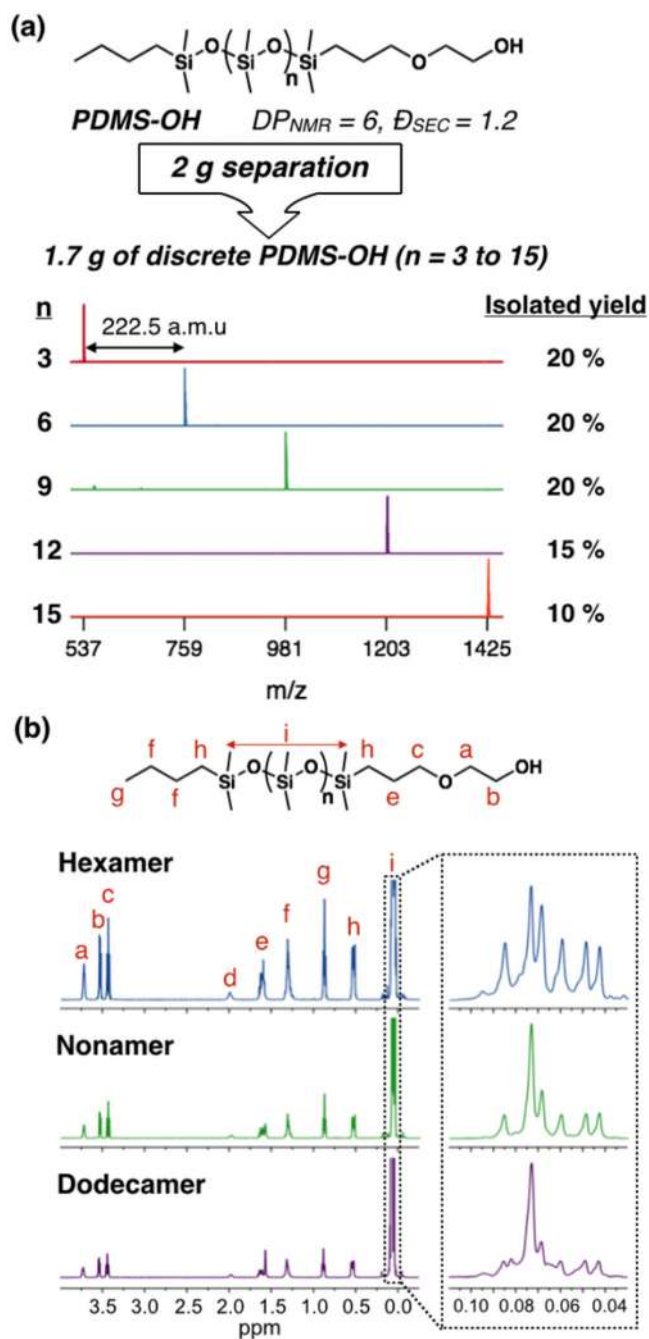 (a)
Si O Si O Si O OH
n
PDMS-OH DP_NMR = 6, Đ_SEC = 1.2
2 g separation
1.7 g of discrete PDMS-OH (n = 3 to 15)
n Isolated yield
222.5 a.m.u
3 20 %
6 20 %
9 20 %
12 15 %
15 10 %
537 759 981 1203 1425
m/z
(b)
i
f h h c a
Si O Si O Si O OH
n
g f e b
Hexamer
a b c d e f g h i
Nonamer
Dodecamer
3.5 3.0 2.5 2.0 1.5 1.0 0.5 0.0 0.10 0.08 0.06 0.04
ppm